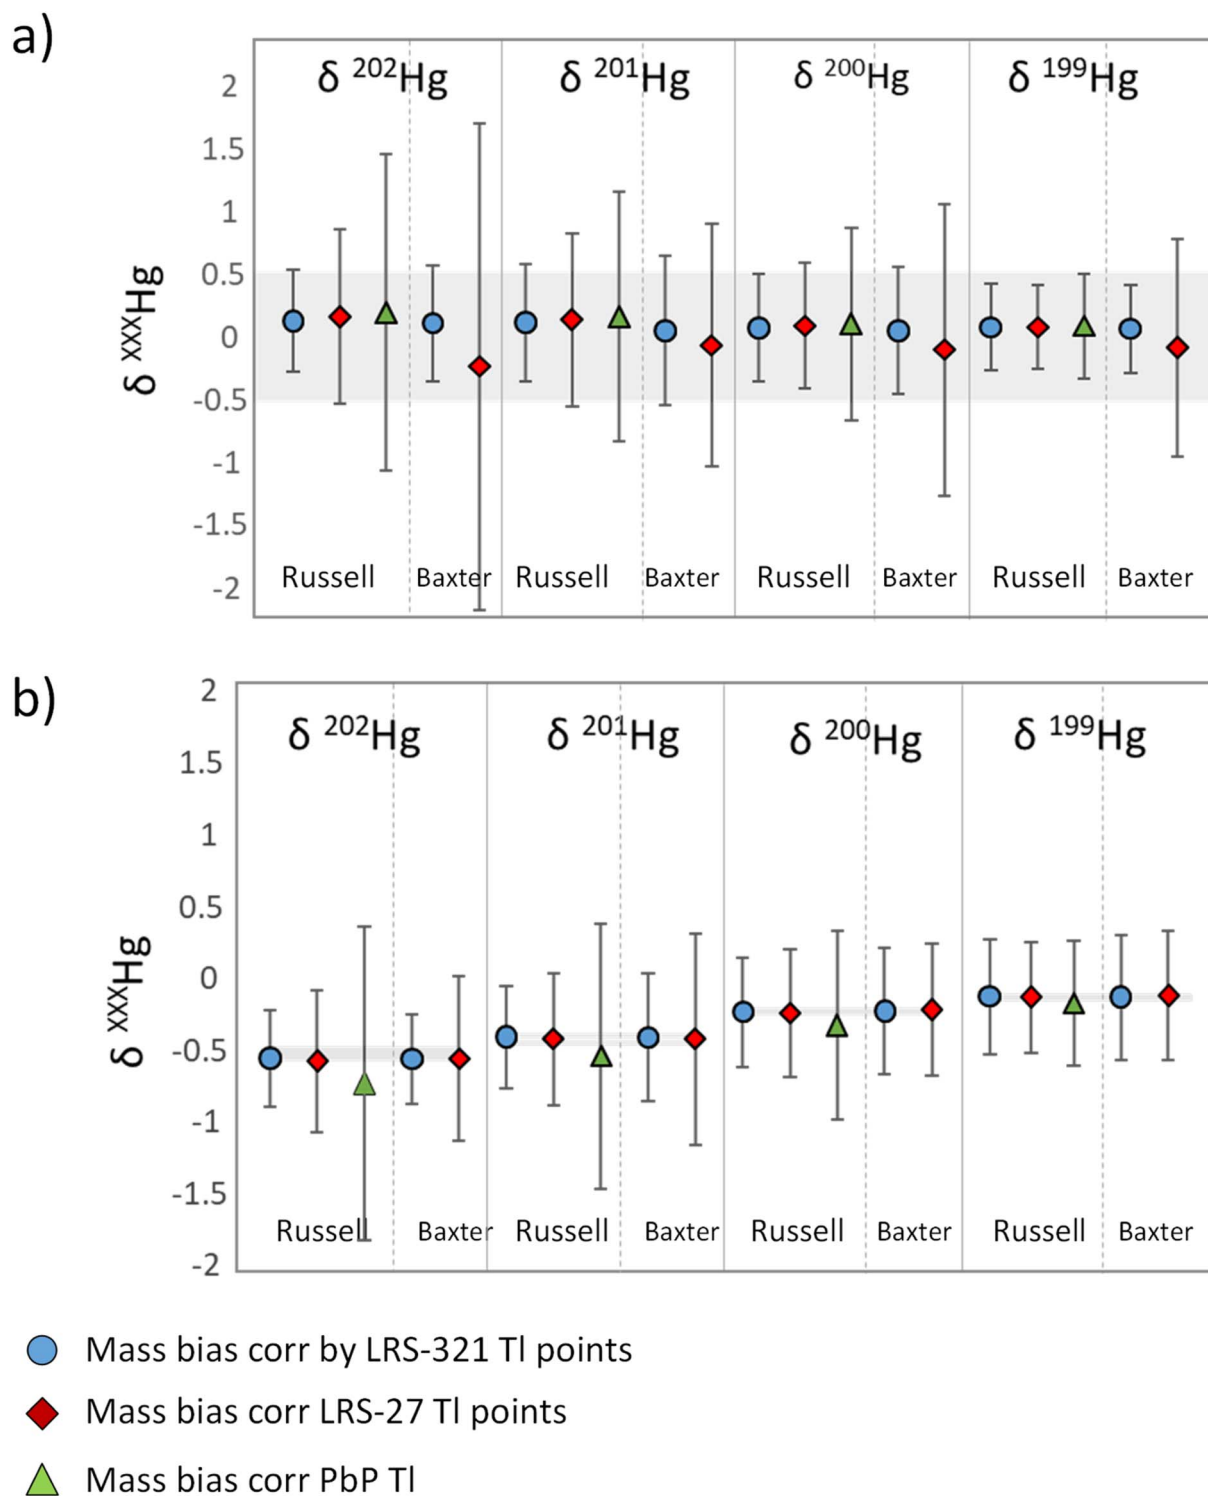 a)
δ 202Hg δ 201Hg δ 200Hg δ 199Hg
2
1.5
1
0.5
0
-0.5
-1
-1.5
-2
δ xxxHg
Russell Baxter Russell Baxter Russell Baxter Russell Baxter
b)
δ 202Hg δ 201Hg δ 200Hg δ 199Hg
2
1.5
1
0.5
0
-0.5
-1
-1.5
-2
δ xxxHg
Russell Baxter Russell Baxter Russell Baxter Russell Baxter
Mass bias corr by LRS-321 Tl points
Mass bias corr LRS-27 Tl points
Mass bias corr PbP Tl